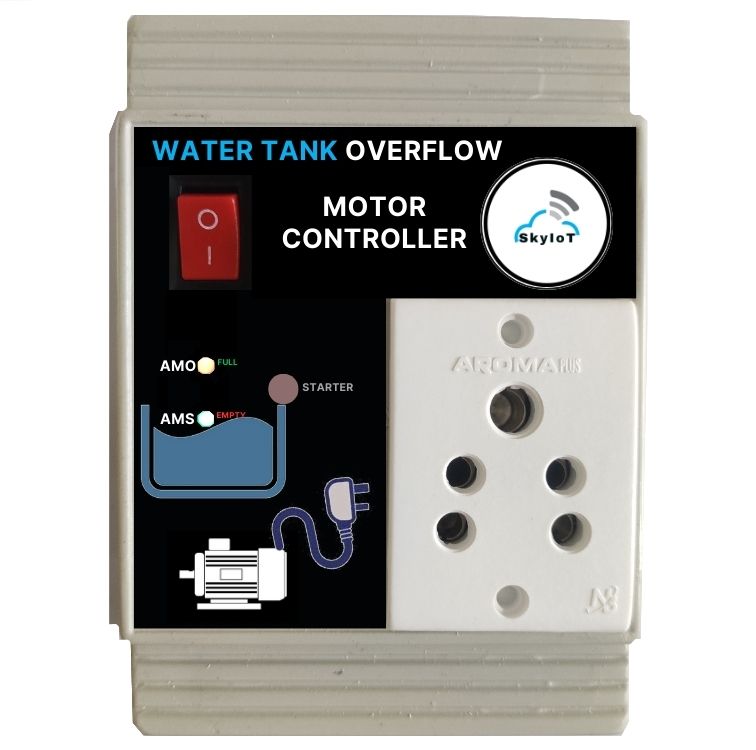 WATER TANK OVERFLOW
MOTOR
CONTROLLER
SkyIoT
AROMA PLUS
AMO FULL
STARTER
AMS EMPTY